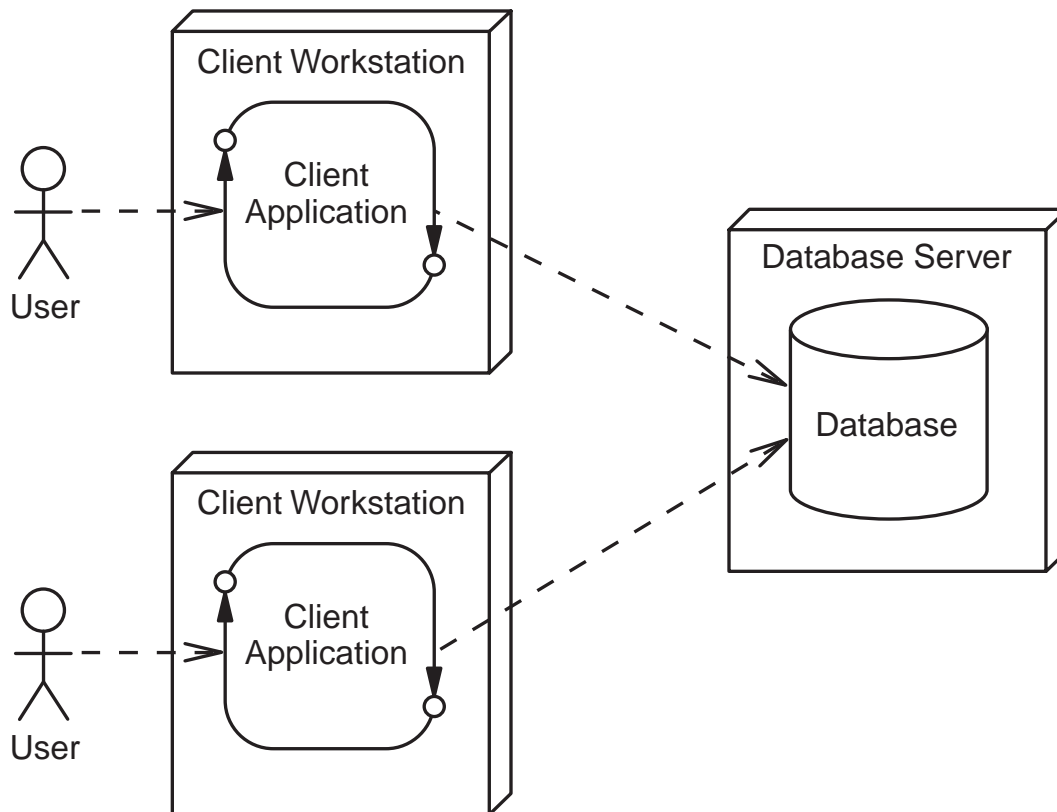 Client Workstation
Client
Application
User
Database Server
Database
Client Workstation
Client
Application
User